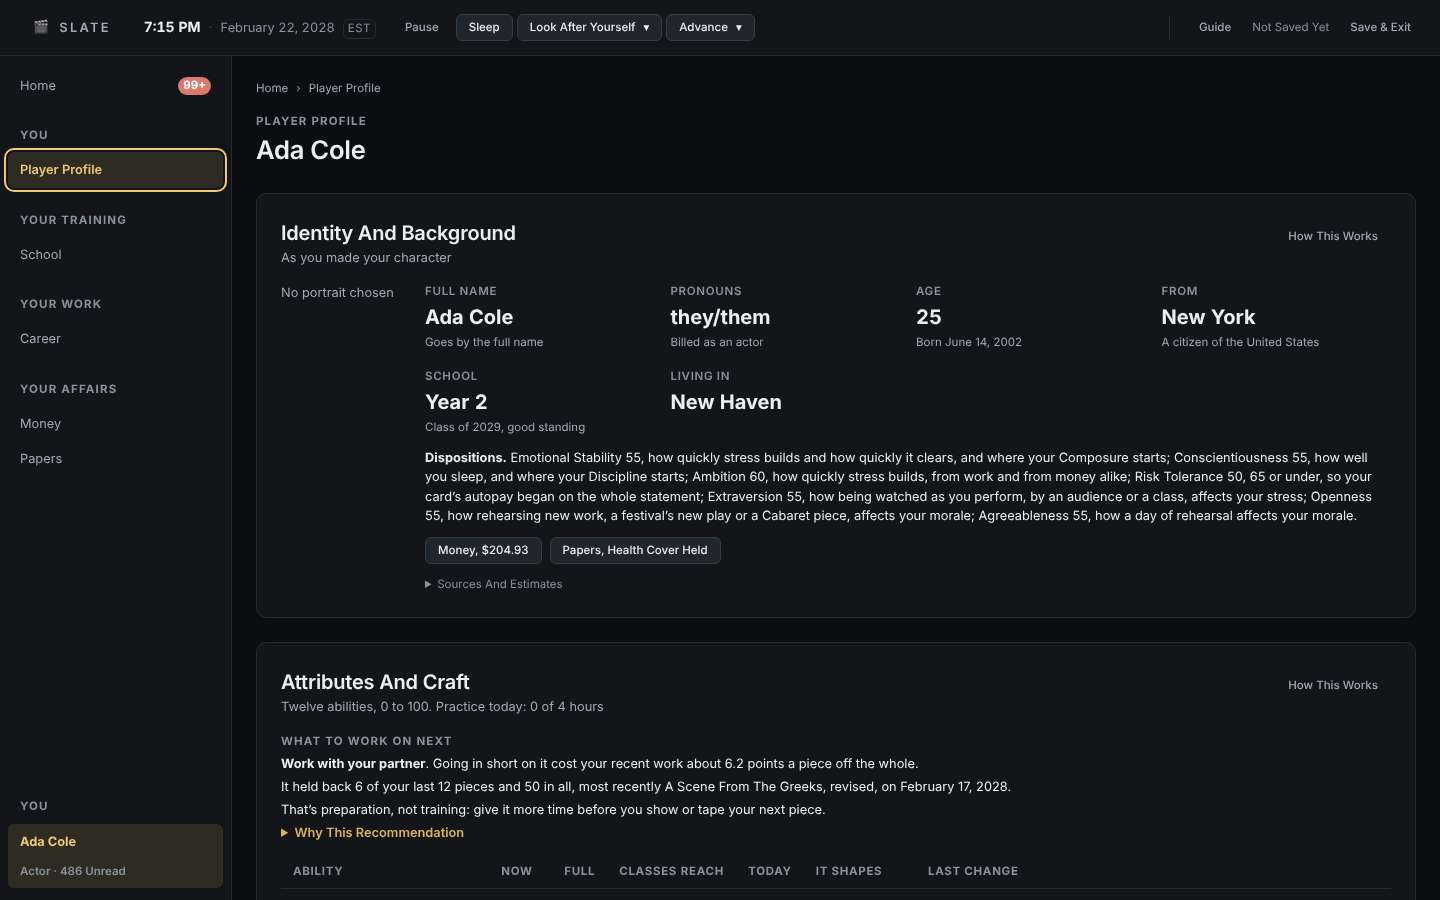 SLATE
7:15 PM · February 22, 2028 EST
Pause
Sleep
Look After Yourself ▾
Advance ▾
Guide
Not Saved Yet
Save & Exit
Home
99+
YOU
Player Profile
YOUR TRAINING
School
YOUR WORK
Career
YOUR AFFAIRS
Money
Papers
YOU
Ada Cole
Actor · 486 Unread
Home › Player Profile
PLAYER PROFILE
Ada Cole
Identity And Background
How This Works
As you made your character
No portrait chosen
FULL NAME
Ada Cole
Goes by the full name
PRONOUNS
they/them
Billed as an actor
AGE
25
Born June 14, 2002
FROM
New York
A citizen of the United States
SCHOOL
Year 2
Class of 2029, good standing
LIVING IN
New Haven
Dispositions. Emotional Stability 55, how quickly stress builds and how quickly it clears, and where your Composure starts; Conscientiousness 55, how well
you sleep, and where your Discipline starts; Ambition 60, how quickly stress builds, from work and from money alike; Risk Tolerance 50, 65 or under, so your
card’s autopay began on the whole statement; Extraversion 55, how being watched as you perform, by an audience or a class, affects your stress; Openness
55, how rehearsing new work, a festival’s new play or a Cabaret piece, affects your morale; Agreeableness 55, how a day of rehearsal affects your morale.
Money, $204.93
Papers, Health Cover Held
▶ Sources And Estimates
Attributes And Craft
How This Works
Twelve abilities, 0 to 100. Practice today: 0 of 4 hours
WHAT TO WORK ON NEXT
Work with your partner. Going in short on it cost your recent work about 6.2 points a piece off the whole.
It held back 6 of your last 12 pieces and 50 in all, most recently A Scene From The Greeks, revised, on February 17, 2028.
That’s preparation, not training: give it more time before you show or tape your next piece.
▶ Why This Recommendation
ABILITY NOW FULL CLASSES REACH TODAY IT SHAPES LAST CHANGE